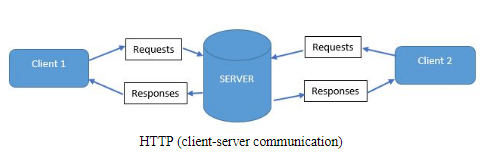 Requests
Requests
Client 1
SERVER
Client 2
Responses
Responses
HTTP (client-server communication)